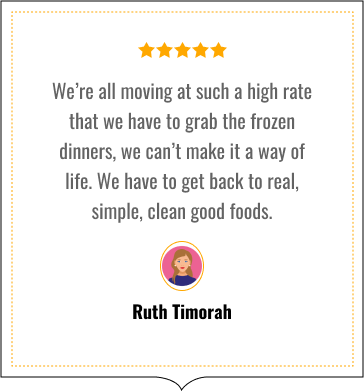 We’re all moving at such a high rate
that we have to grab the frozen
dinners, we can’t make it a way of
life. We have to get back to real,
simple, clean good foods.
Ruth Timorah